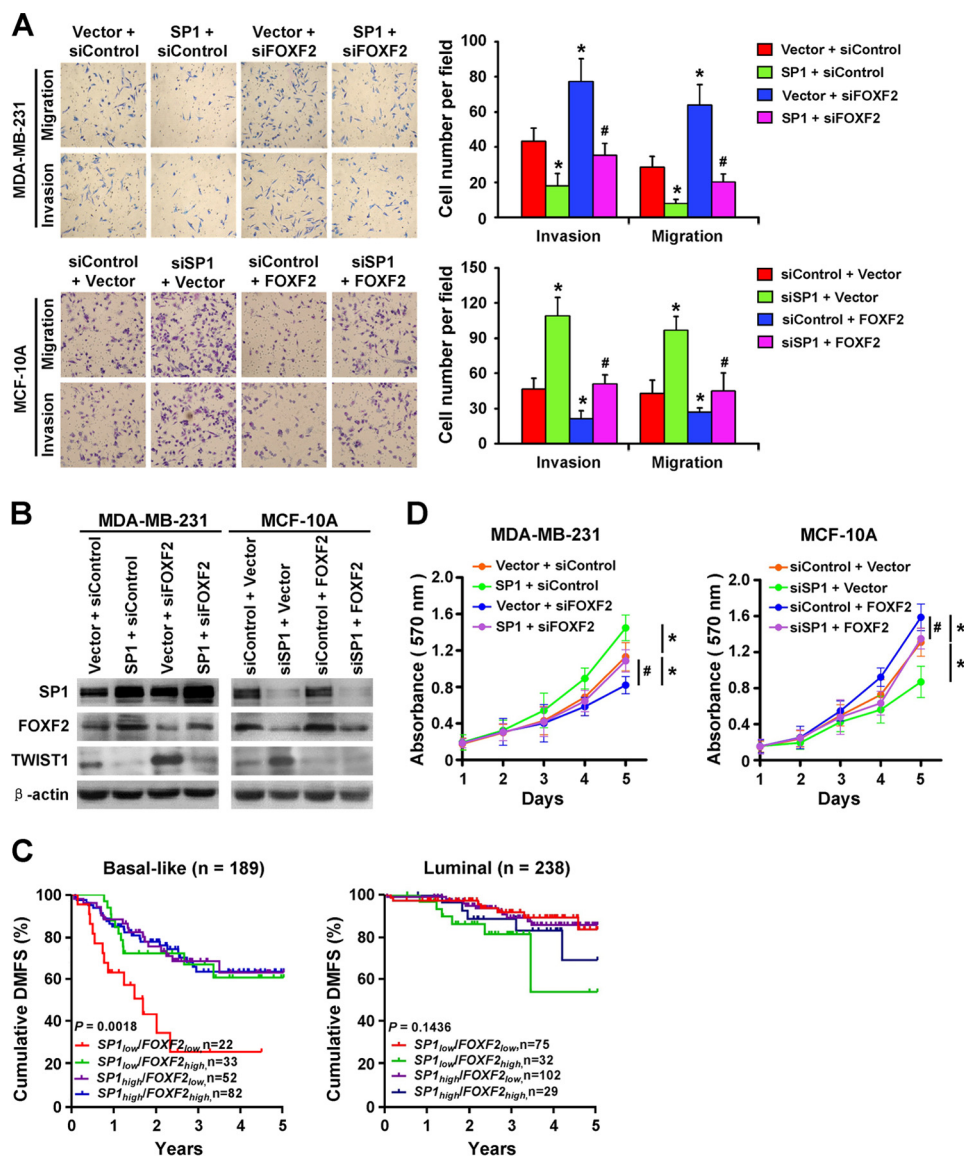 A
Vector +
siControl
SP1 +
siControl
Vector +
siFOXF2
SP1 +
siFOXF2
MDA-MB-231
Migration
Invasion
Cell number per field
100
80
60
40
20
0
*
*
#
*
*
#
Invasion
Migration
Vector + siControl
SP1 + siControl
Vector + siFOXF2
SP1 + siFOXF2
siControl
+ Vector
siSP1
+ Vector
siControl
+ FOXF2
siSP1
+ FOXF2
MCF-10A
Migration
Invasion
Cell number per field
150
120
90
60
30
0
*
*
#
*
*
#
Invasion
Migration
siControl + Vector
siSP1 + Vector
siControl + FOXF2
siSP1 + FOXF2
B
MDA-MB-231
MCF-10A
Vector + siControl
SP1 + siControl
Vector + siFOXF2
SP1 + siFOXF2
siControl + Vector
siSP1 + Vector
siControl + FOXF2
siSP1 + FOXF2
SP1
FOXF2
TWIST1
β-actin
D
MDA-MB-231
Vector + siControl
SP1 + siControl
Vector + siFOXF2
SP1 + siFOXF2
Absorbance ( 570 nm )
2.0
1.6
1.2
0.8
0.4
0
1 2 3 4 5
Days
#
*
*
MCF-10A
siControl + Vector
siSP1 + Vector
siControl + FOXF2
siSP1 + FOXF2
Absorbance ( 570 nm )
2.0
1.6
1.2
0.8
0.4
0
1 2 3 4 5
Days
#
*
*
C
Basal-like (n = 189)
Cumulative DMFS (%)
100
80
60
40
20
0
P = 0.0018
SP1low/FOXF2low,n=22
SP1low/FOXF2high,n=33
SP1high/FOXF2low,n=52
SP1high/FOXF2high,n=82
0 1 2 3 4 5
Years
Luminal (n = 238)
Cumulative DMFS (%)
100
80
60
40
20
0
P = 0.1436
SP1low/FOXF2low,n=75
SP1low/FOXF2high,n=32
SP1high/FOXF2low,n=102
SP1high/FOXF2high,n=29
0 1 2 3 4 5
Years